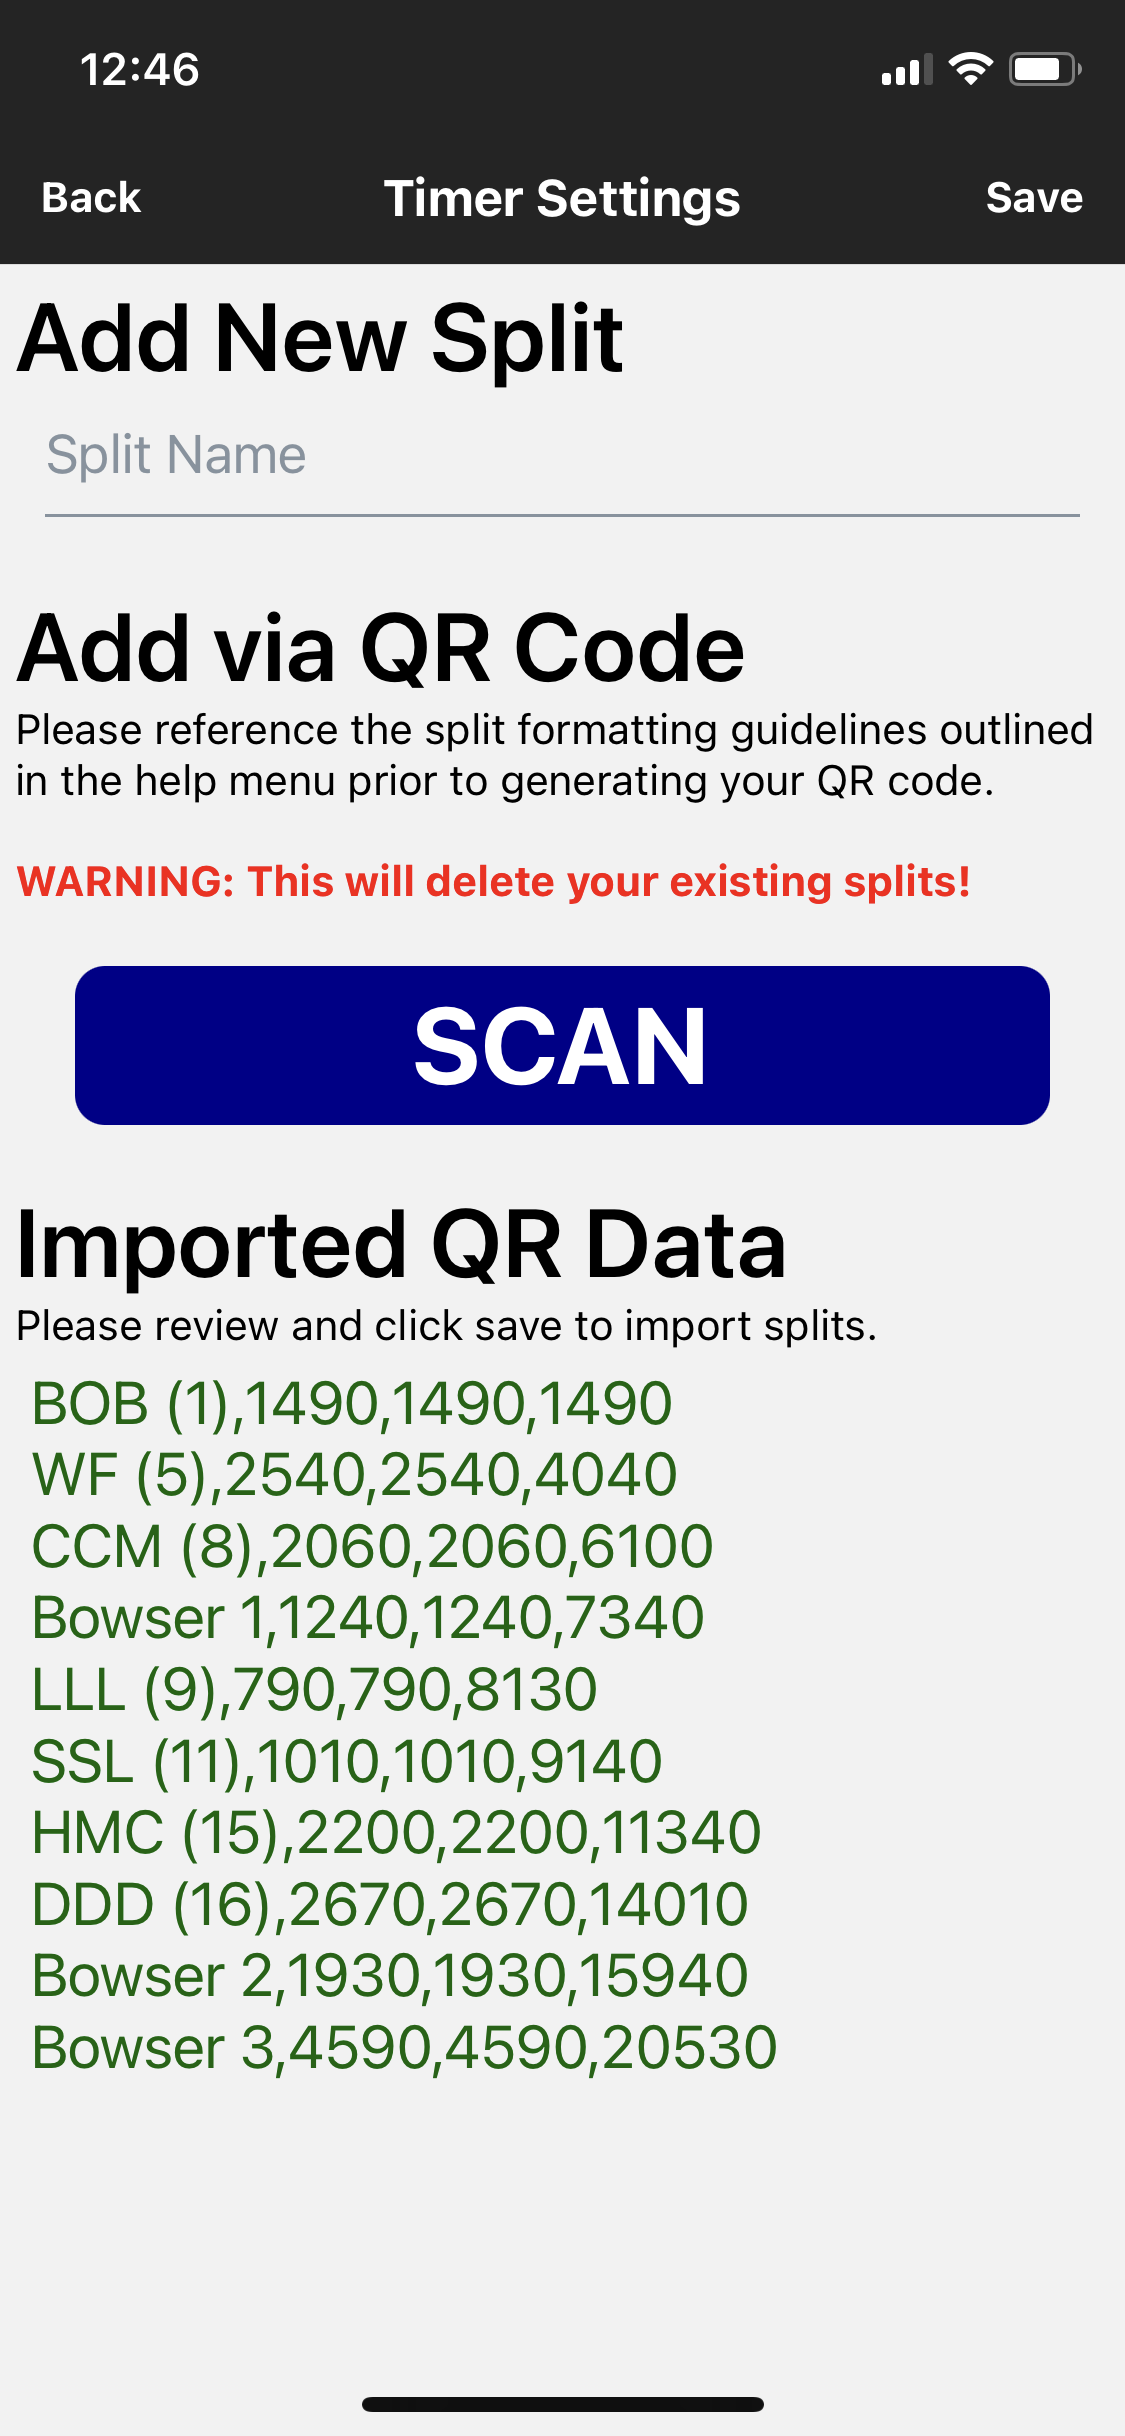 12:46
Back Timer Settings Save
Add New Split
Split Name
Add via QR Code
Please reference the split formatting guidelines outlined
in the help menu prior to generating your QR code.
WARNING: This will delete your existing splits!
SCAN
Imported QR Data
Please review and click save to import splits.
BOB (1),1490,1490,1490
WF (5),2540,2540,4040
CCM (8),2060,2060,6100
Bowser 1,1240,1240,7340
LLL (9),790,790,8130
SSL (11),1010,1010,9140
HMC (15),2200,2200,11340
DDD (16),2670,2670,14010
Bowser 2,1930,1930,15940
Bowser 3,4590,4590,20530